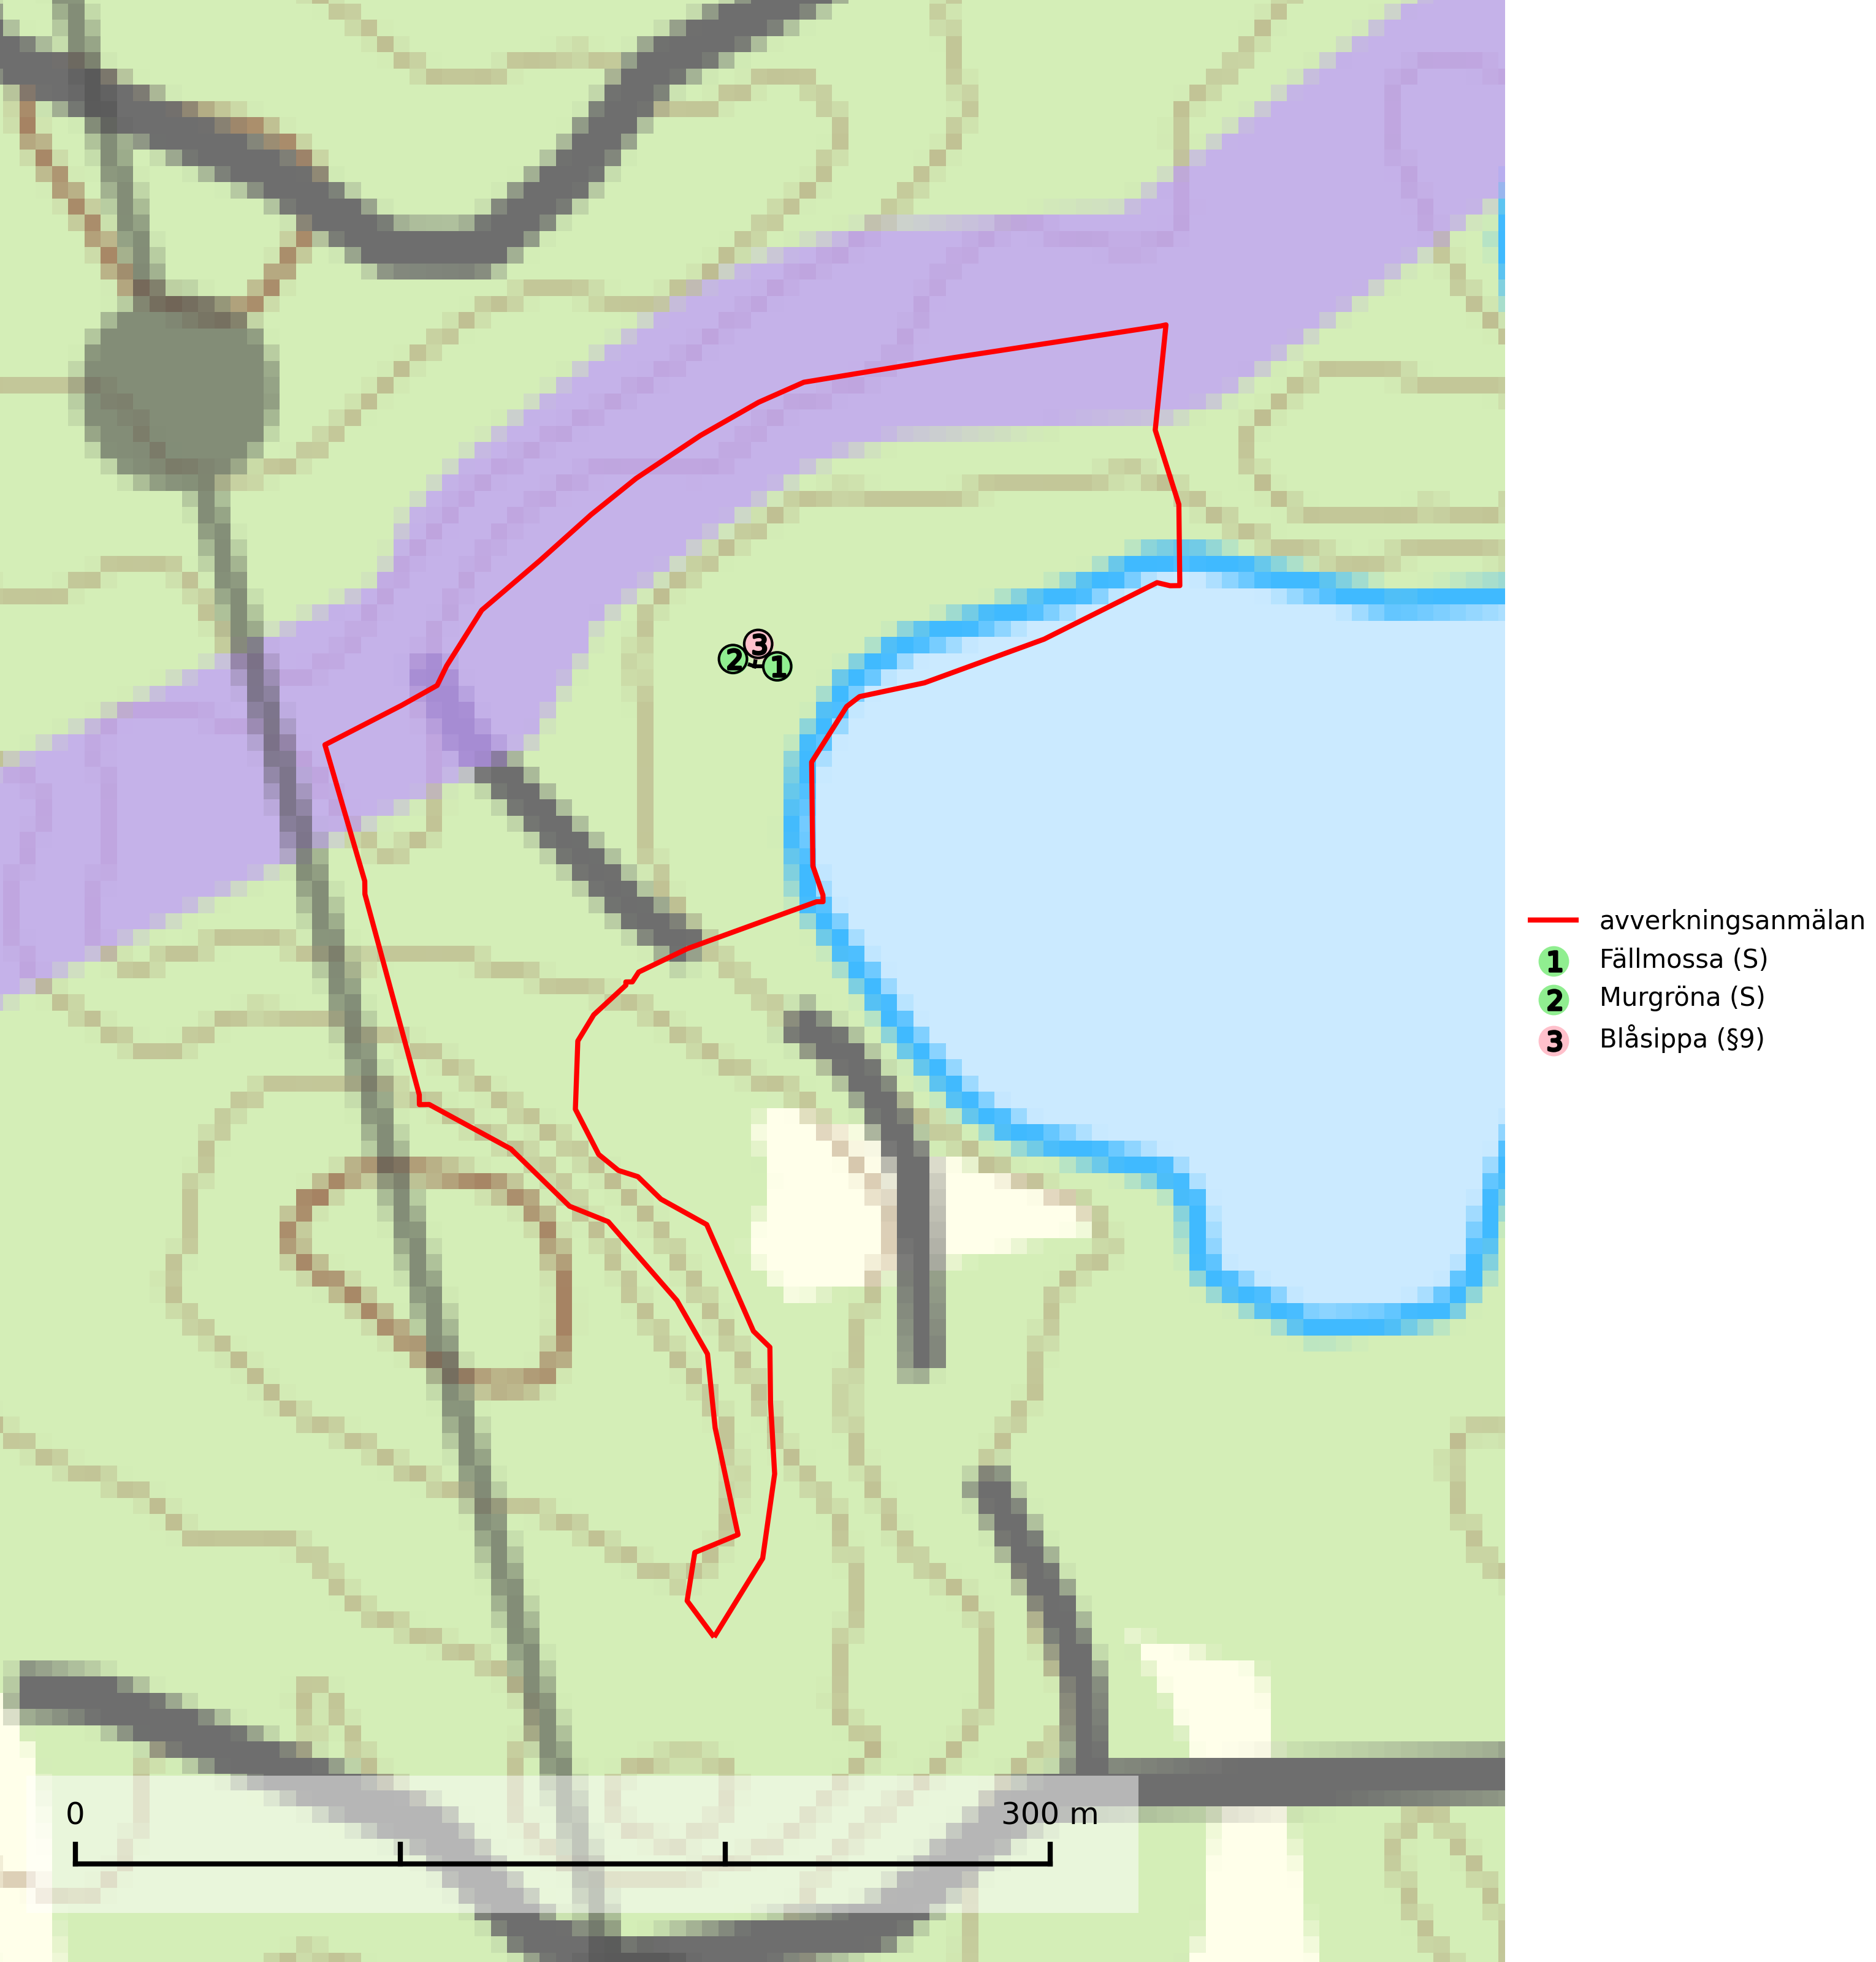 3
2
1
avverkningsanmälan
1 Fällmossa (S)
2 Murgröna (S)
3 Blåsippa (§9)
0 300 m